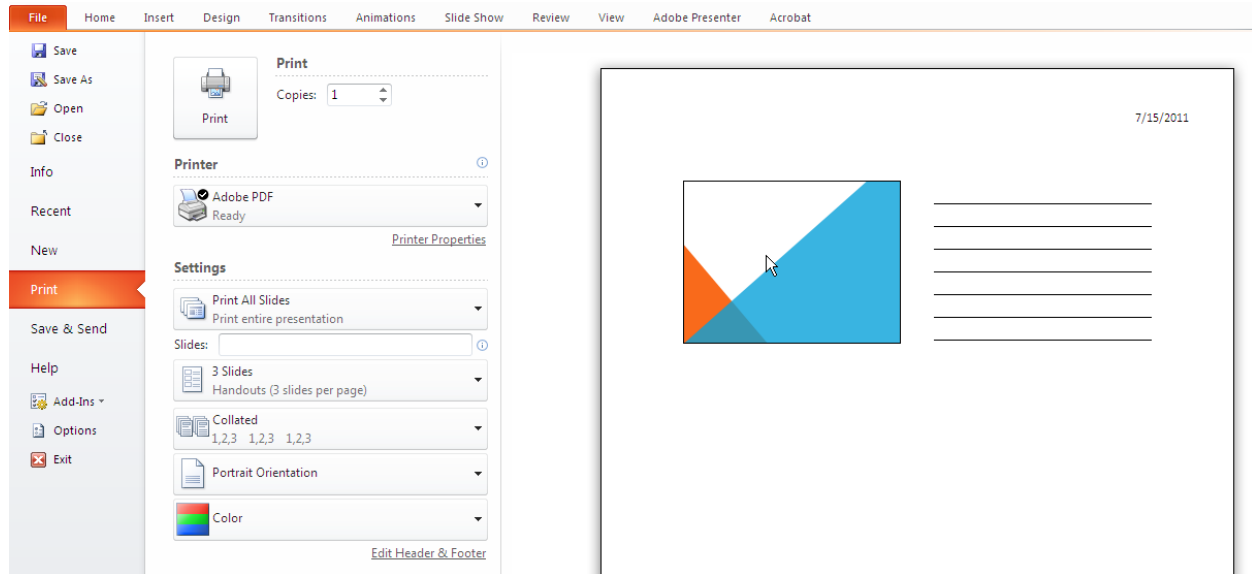 File Home Insert Design Transitions Animations Slide Show Review View Adobe Presenter Acrobat
Save
Save As
Open
Close
Info
Recent
New
Print
Save & Send
Help
Add-Ins
Options
Exit
Print
Print
Copies: 1
Printer
Adobe PDF
Ready
Printer Properties
Settings
Print All Slides
Print entire presentation
Slides:
3 Slides
Handouts (3 slides per page)
Collated
1,2,3 1,2,3 1,2,3
Portrait Orientation
Color
Edit Header & Footer
7/15/2011